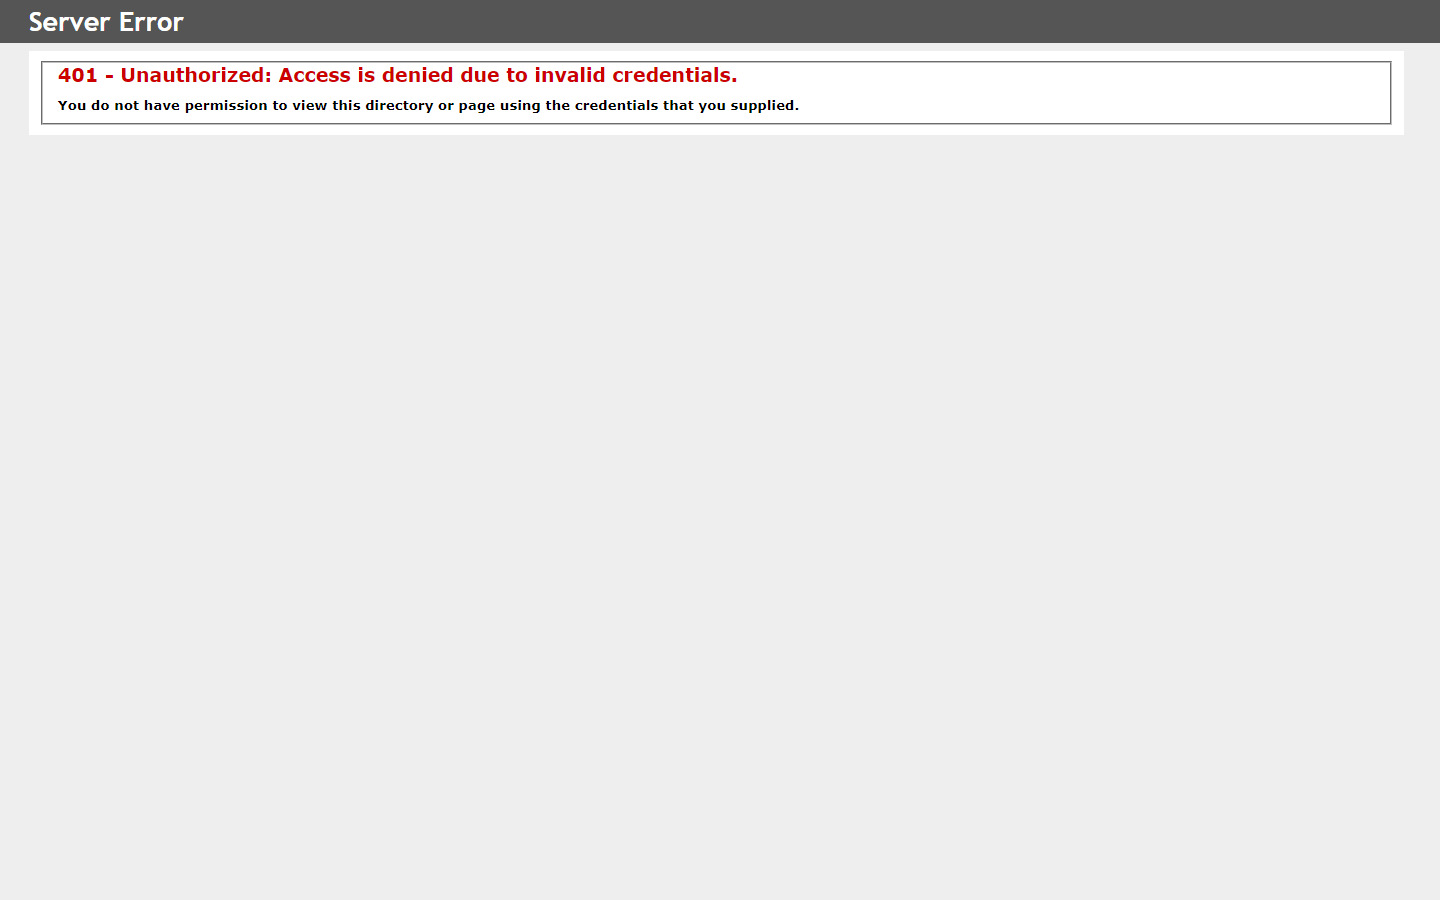 Server Error
401 - Unauthorized: Access is denied due to invalid credentials.
You do not have permission to view this directory or page using the credentials that you supplied.